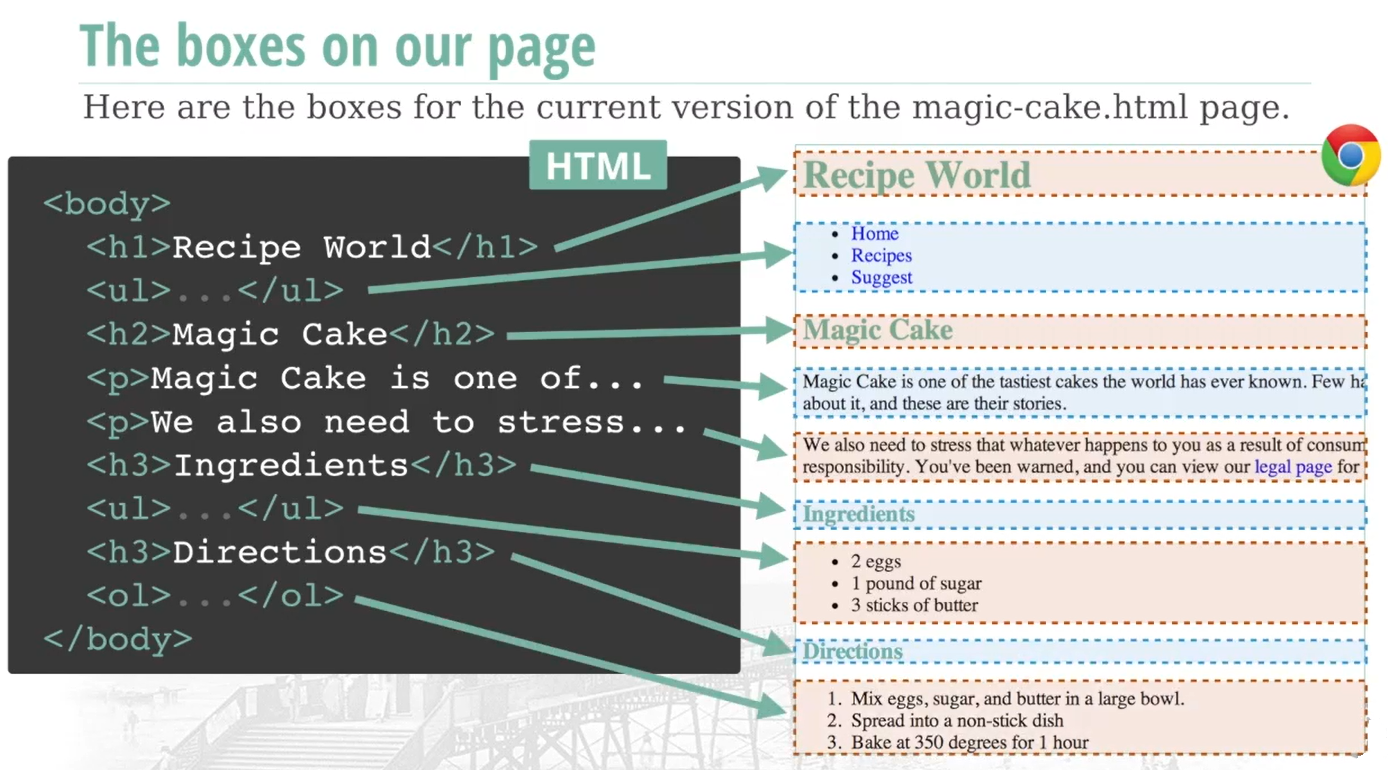 The boxes on our page
Here are the boxes for the current version of the magic-cake.html page.
HTML
<body>
<h1>Recipe World</h1>
<ul>...</ul>
<h2>Magic Cake</h2>
<p>Magic Cake is one of...
<p>We also need to stress...
<h3>Ingredients</h3>
<ul>...</ul>
<h3>Directions</h3>
<ol>...</ol>
</body>
Recipe World
• Home
• Recipes
• Suggest
Magic Cake
Magic Cake is one of the tastiest cakes the world has ever known. Few
about it, and these are their stories.
We also need to stress that whatever happens to you as a result of
responsibility. You've been warned, and you can view our legal page for
Ingredients
• 2 eggs
• 1 pound of sugar
• 3 sticks of butter
Directions
1. Mix eggs, sugar, and butter in a large bowl.
2. Spread into a non-stick dish
3. Bake at 350 degrees for 1 hour